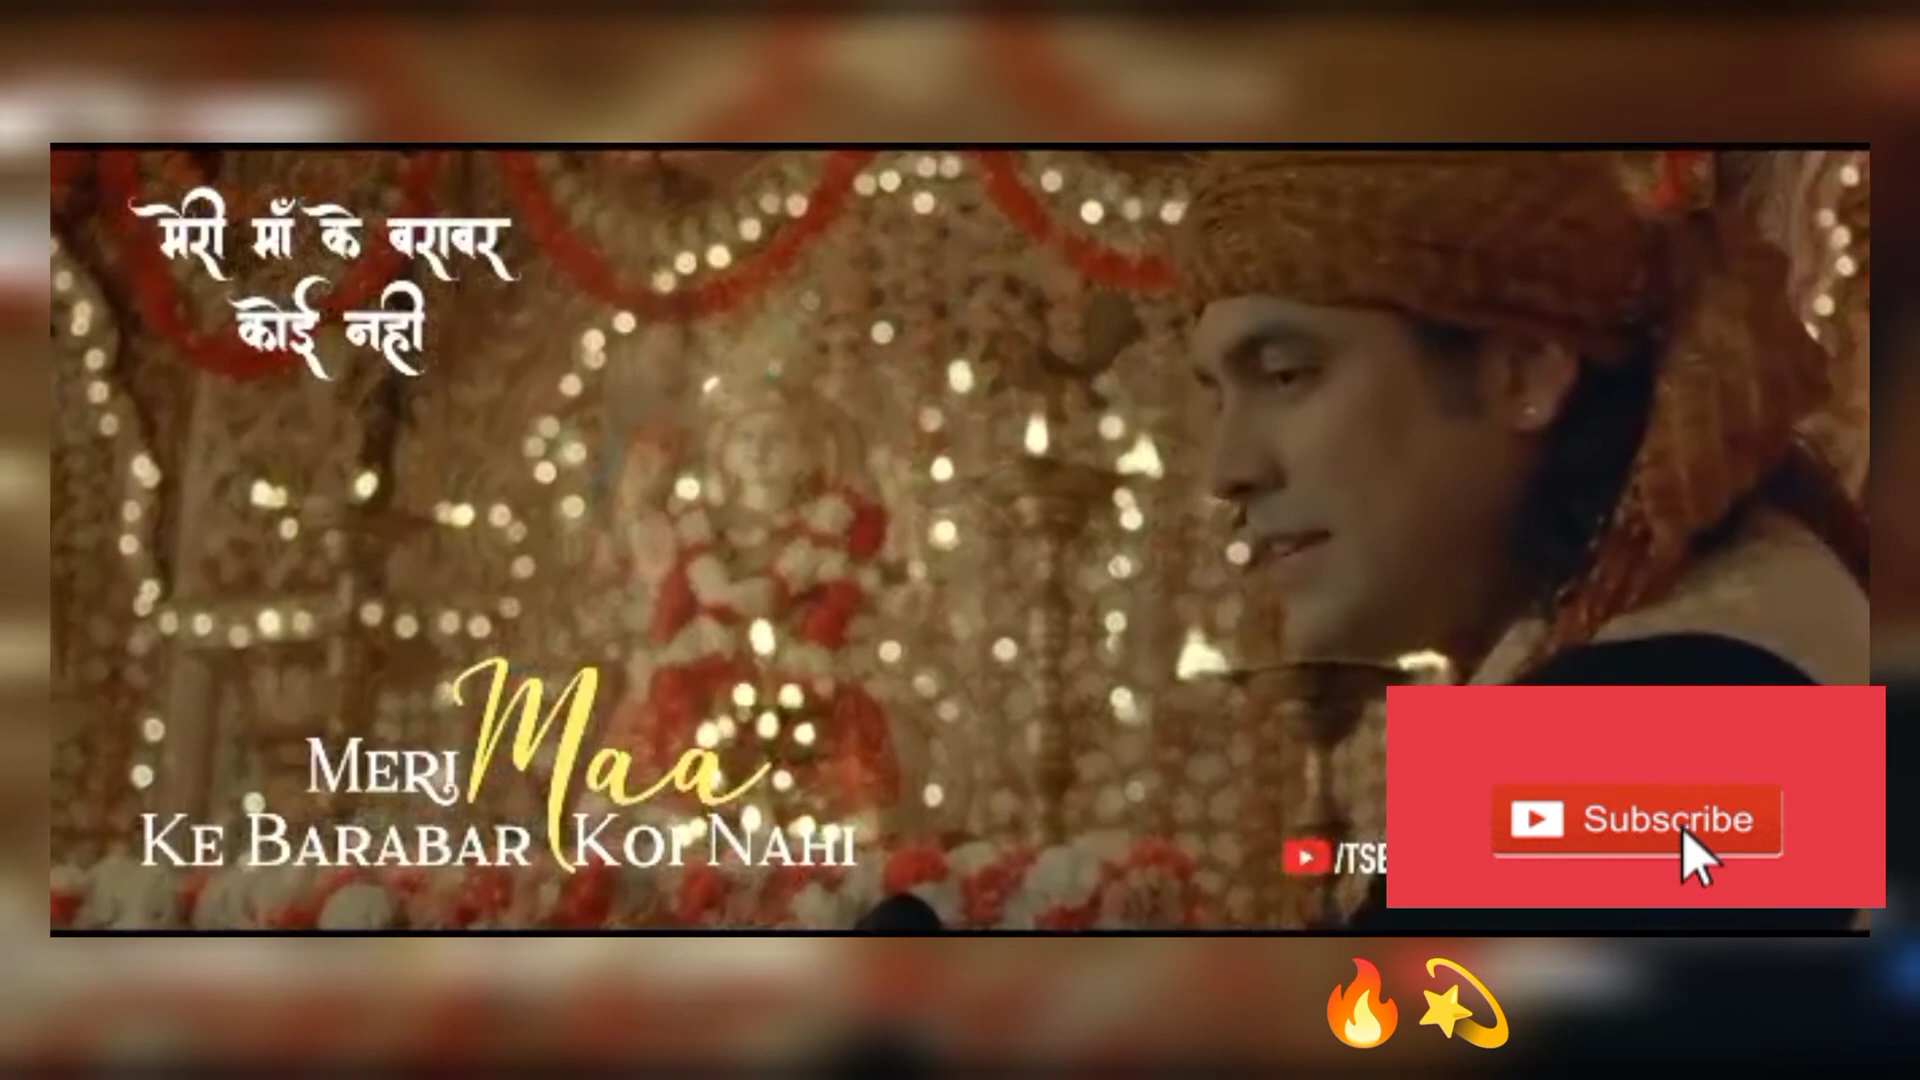 मेरी माँ के बराबर
कोई नही
MERI Maa
KE BARABAR KOI NAHI
/TSE
Subscribe